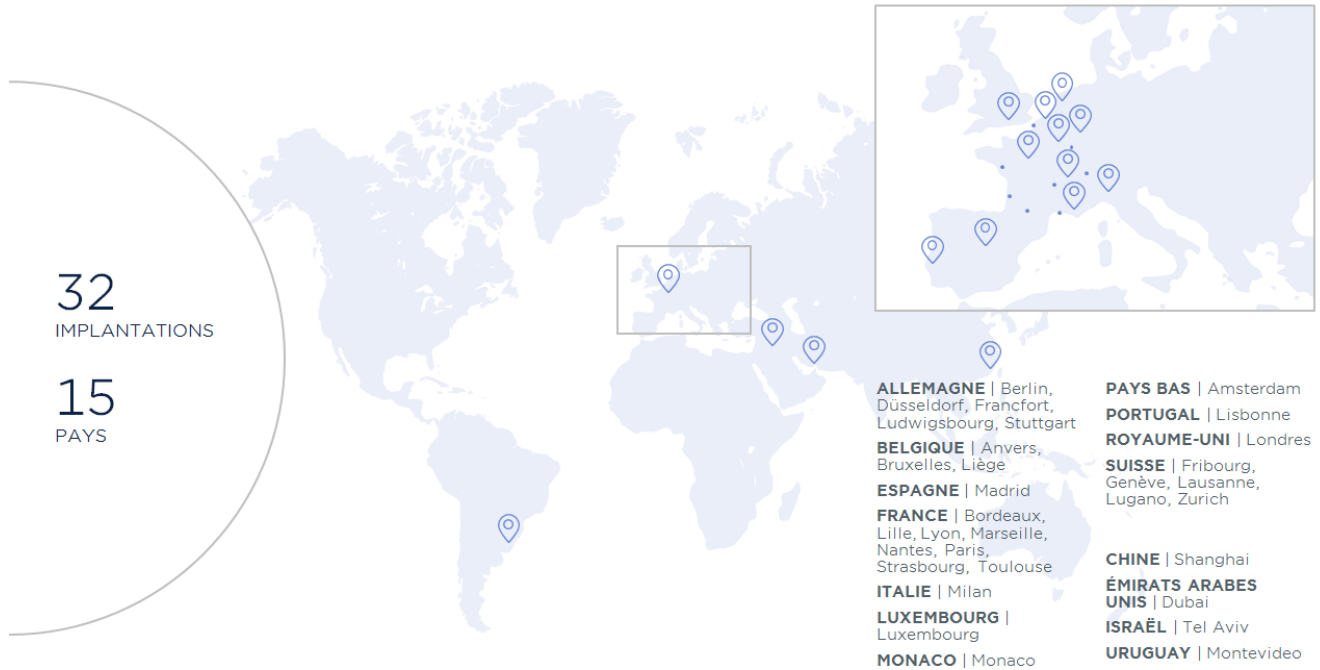 32
IMPLANTATIONS
15
PAYS
ALLEMAGNE | Berlin,
Düsseldorf, Francfort,
Ludwigsbourg, Stuttgart
BELGIQUE | Anvers,
Bruxelles, Liège
ESPAGNE | Madrid
FRANCE | Bordeaux,
Lille, Lyon, Marseille,
Nantes, Paris,
Strasbourg, Toulouse
ITALIE | Milan
LUXEMBOURG |
Luxembourg
MONACO | Monaco
PAYS BAS | Amsterdam
PORTUGAL | Lisbonne
ROYAUME-UNI | Londres
SUISSE | Fribourg,
Genève, Lausanne,
Lugano, Zurich
CHINE | Shanghai
ÉMIRATS ARABES
UNIS | Dubai
ISRAËL | Tel Aviv
URUGUAY | Montevideo